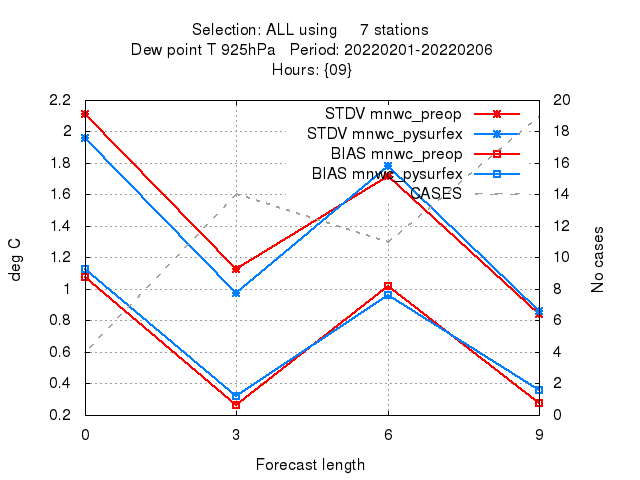 Selection: ALL using 7 stations
Dew point T 925hPa Period: 20220201-20220206
Hours: {09}
STDV mnwc_preop
STDV mnwc_pysurfex
BIAS mnwc_preop
BIAS mnwc_pysurfex
CASES
2.2
2
1.8
1.6
1.4
1.2
1
0.8
0.6
0.4
0.2
20
18
16
14
12
10
8
6
4
2
0
deg C
No cases
0 3 6 9
Forecast length